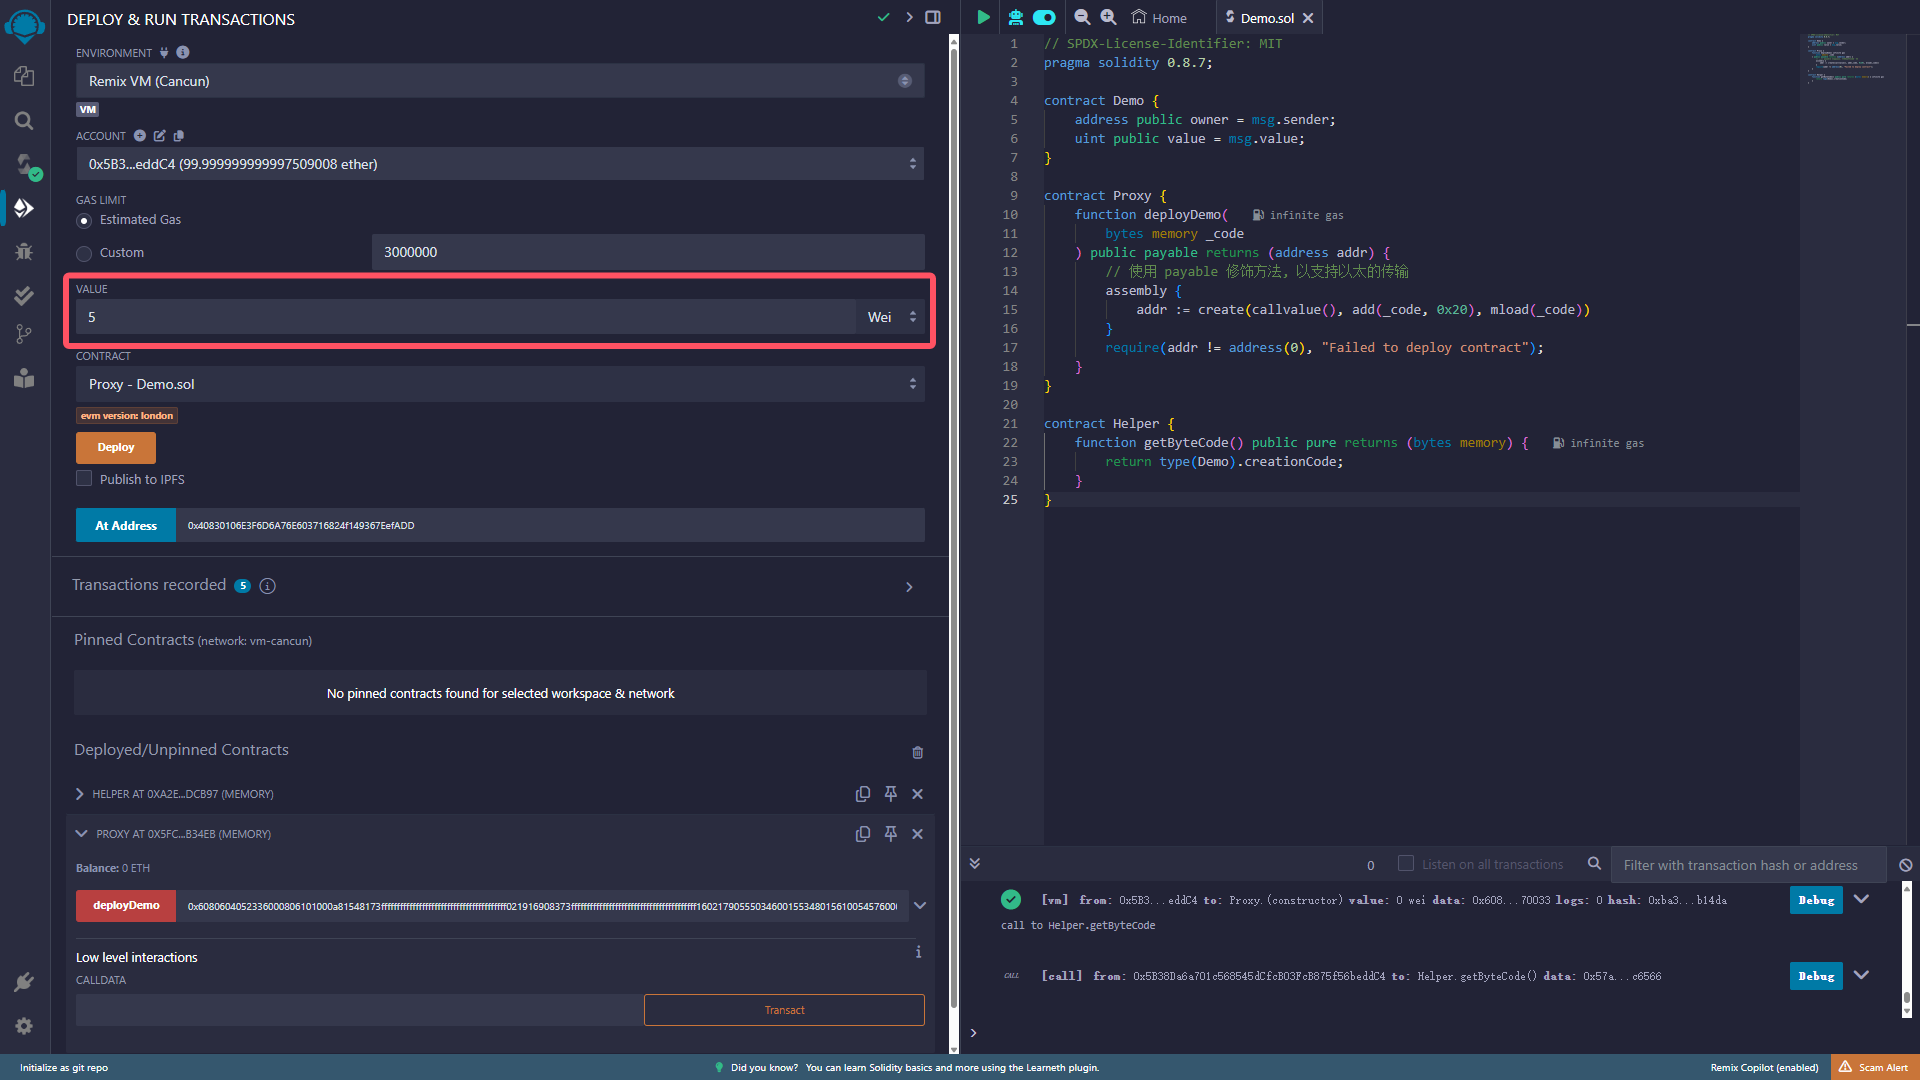 DEPLOY & RUN TRANSACTIONS
ENVIRONMENT
Remix VM (Cancun)
VM
ACCOUNT
0x5B3...eddC4 (99.999999999997509008 ether)
GAS LIMIT
Estimated Gas
Custom
3000000
VALUE
5
Wei
CONTRACT
Proxy - Demo.sol
evm version: london
Deploy
Publish to IPFS
At Address
0x40830106E3F6D6A76E603716824f149367EefADD
Transactions recorded 5
Pinned Contracts (network: vm-cancun)
No pinned contracts found for selected workspace & network
Deployed/Unpinned Contracts
HELPER AT 0XA2E...DCB97 (MEMORY)
PROXY AT 0X5FC...B34EB (MEMORY)
Balance: 0 ETH
deployDemo
Low level interactions
CALLDATA
Transact
Home
Demo.sol
1 // SPDX-License-Identifier: MIT
2 pragma solidity 0.8.7;
3
4 contract Demo {
5 address public owner = msg.sender;
6 uint public value = msg.value;
7 }
8
9 contract Proxy {
10 function deployDemo( infinite gas
11 bytes memory _code
12 ) public payable returns (address addr) {
13 // 使用 payable 修饰方法, 以支持以太的传输
14 assembly {
15 addr := create(callvalue(), add(_code, 0x20), mload(_code))
16 }
17 require(addr != address(0), "Failed to deploy contract");
18 }
19 }
20
21 contract Helper {
22 function getByteCode() public pure returns (bytes memory) { infinite gas
23 return type(Demo).creationCode;
24 }
25 }
0
Listen on all transactions
Filter with transaction hash or address
[vm] from: 0x5B3...eddC4 to: Proxy.(constructor) value: 0 wei data: 0x608...70033 logs: 0 hash: 0xba3...b14da
Debug
call to Helper.getByteCode
CALL
[call] from: 0x5B38Da6a701c568545dCfcB03FcB875f56beddC4 to: Helper.getByteCode() data: 0x57a...c6566
Debug
>
Initialize as git repo
Did you know? You can learn Solidity basics and more using the Learneth plugin.
Remix Copilot (enabled)
Scam Alert